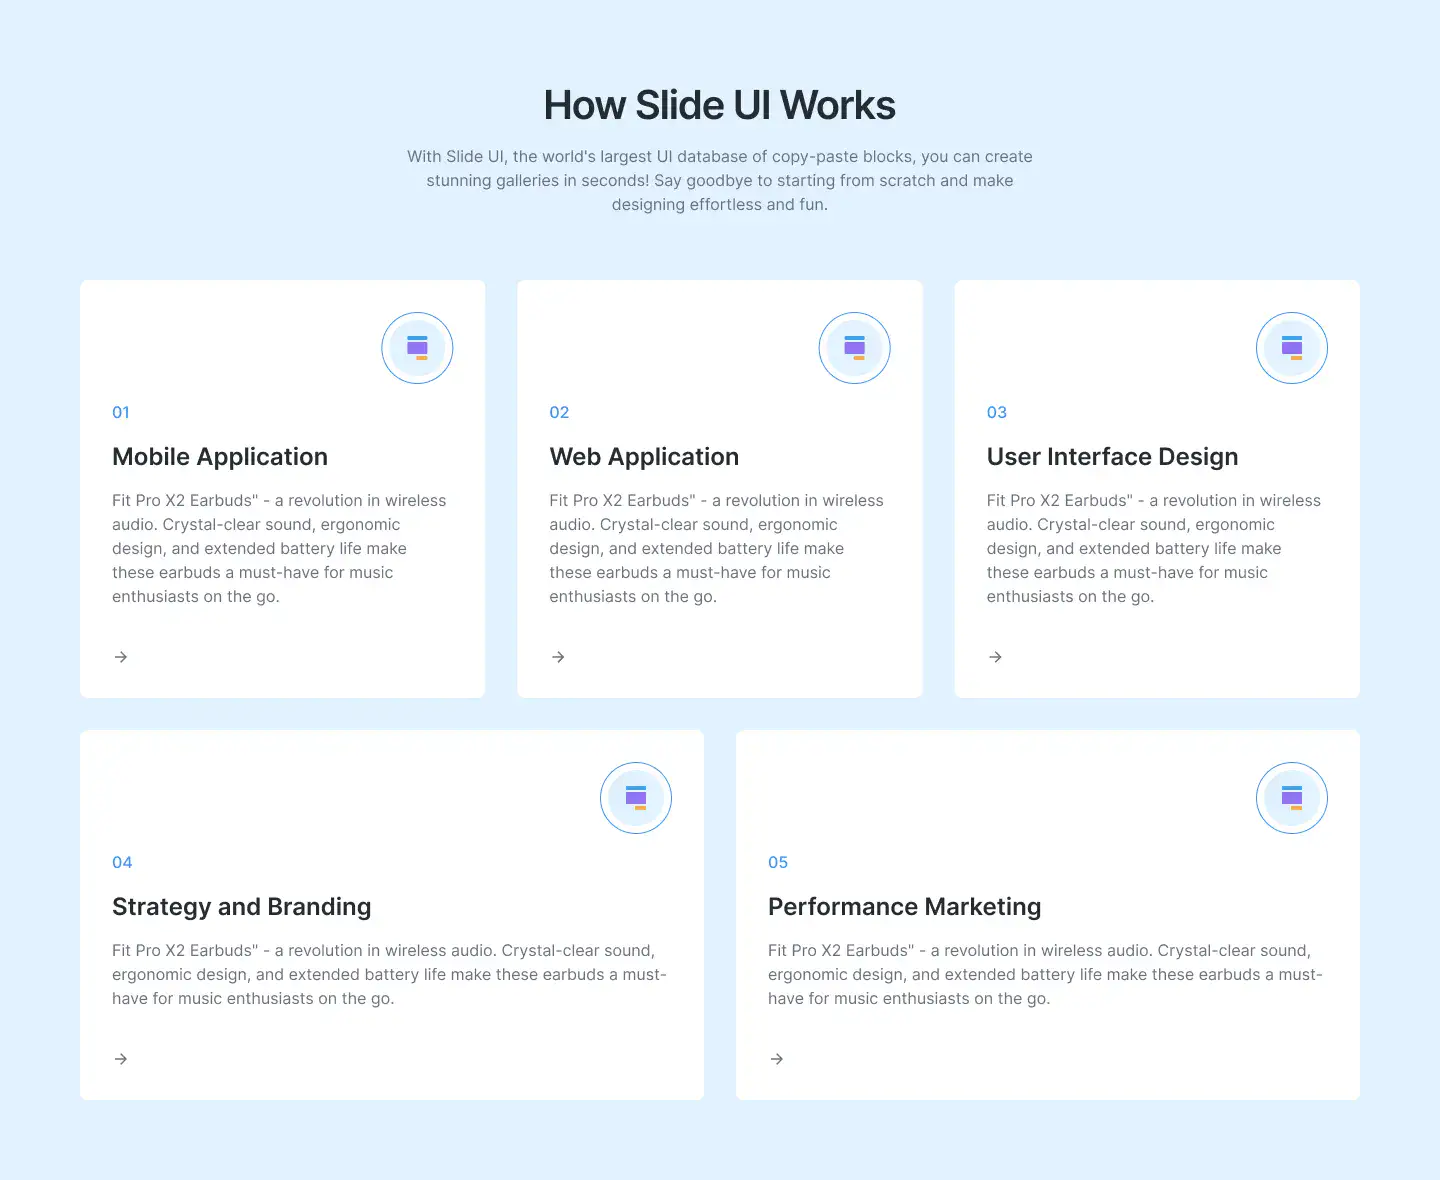 How Slide UI Works
With Slide UI, the world's largest UI database of copy-paste blocks, you can create
stunning galleries in seconds! Say goodbye to starting from scratch and make
designing effortless and fun.
01
Mobile Application
Fit Pro X2 Earbuds" - a revolution in wireless
audio. Crystal-clear sound, ergonomic
design, and extended battery life make
these earbuds a must-have for music
enthusiasts on the go.
02
Web Application
Fit Pro X2 Earbuds" - a revolution in wireless
audio. Crystal-clear sound, ergonomic
design, and extended battery life make
these earbuds a must-have for music
enthusiasts on the go.
03
User Interface Design
Fit Pro X2 Earbuds" - a revolution in wireless
audio. Crystal-clear sound, ergonomic
design, and extended battery life make
these earbuds a must-have for music
enthusiasts on the go.
04
Strategy and Branding
Fit Pro X2 Earbuds" - a revolution in wireless audio. Crystal-clear sound,
ergonomic design, and extended battery life make these earbuds a must-
have for music enthusiasts on the go.
05
Performance Marketing
Fit Pro X2 Earbuds" - a revolution in wireless audio. Crystal-clear sound,
ergonomic design, and extended battery life make these earbuds a must-
have for music enthusiasts on the go.